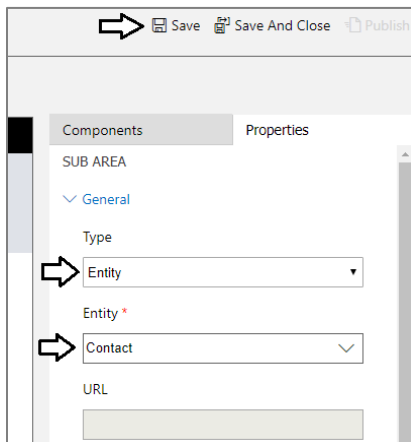 Save Save And Close Publish
Components Properties
SUB AREA
General
Type
Entity
Entity *
Contact
URL